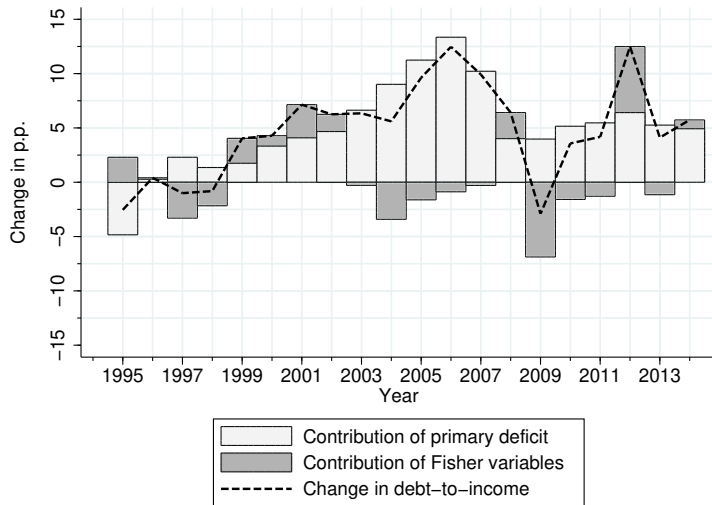 Change in p.p.
15
10
5
0
−5
−10
−15
1995 1997 1999 2001 2003 2005 2007 2009 2011 2013
Year
Contribution of primary deficit
Contribution of Fisher variables
Change in debt−to−income